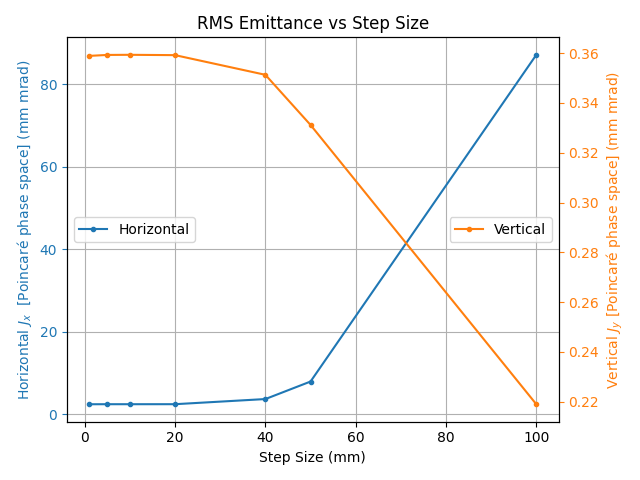 RMS Emittance vs Step Size
Horizontal Jx [Poincaré phase space] (mm mrad)
80
60
40
20
0
0 20 40 60 80 100
Step Size (mm)
Horizontal
Vertical
0.36
0.34
0.32
0.30
0.28
0.26
0.24
0.22
Vertical Jy [Poincaré phase space] (mm mrad)